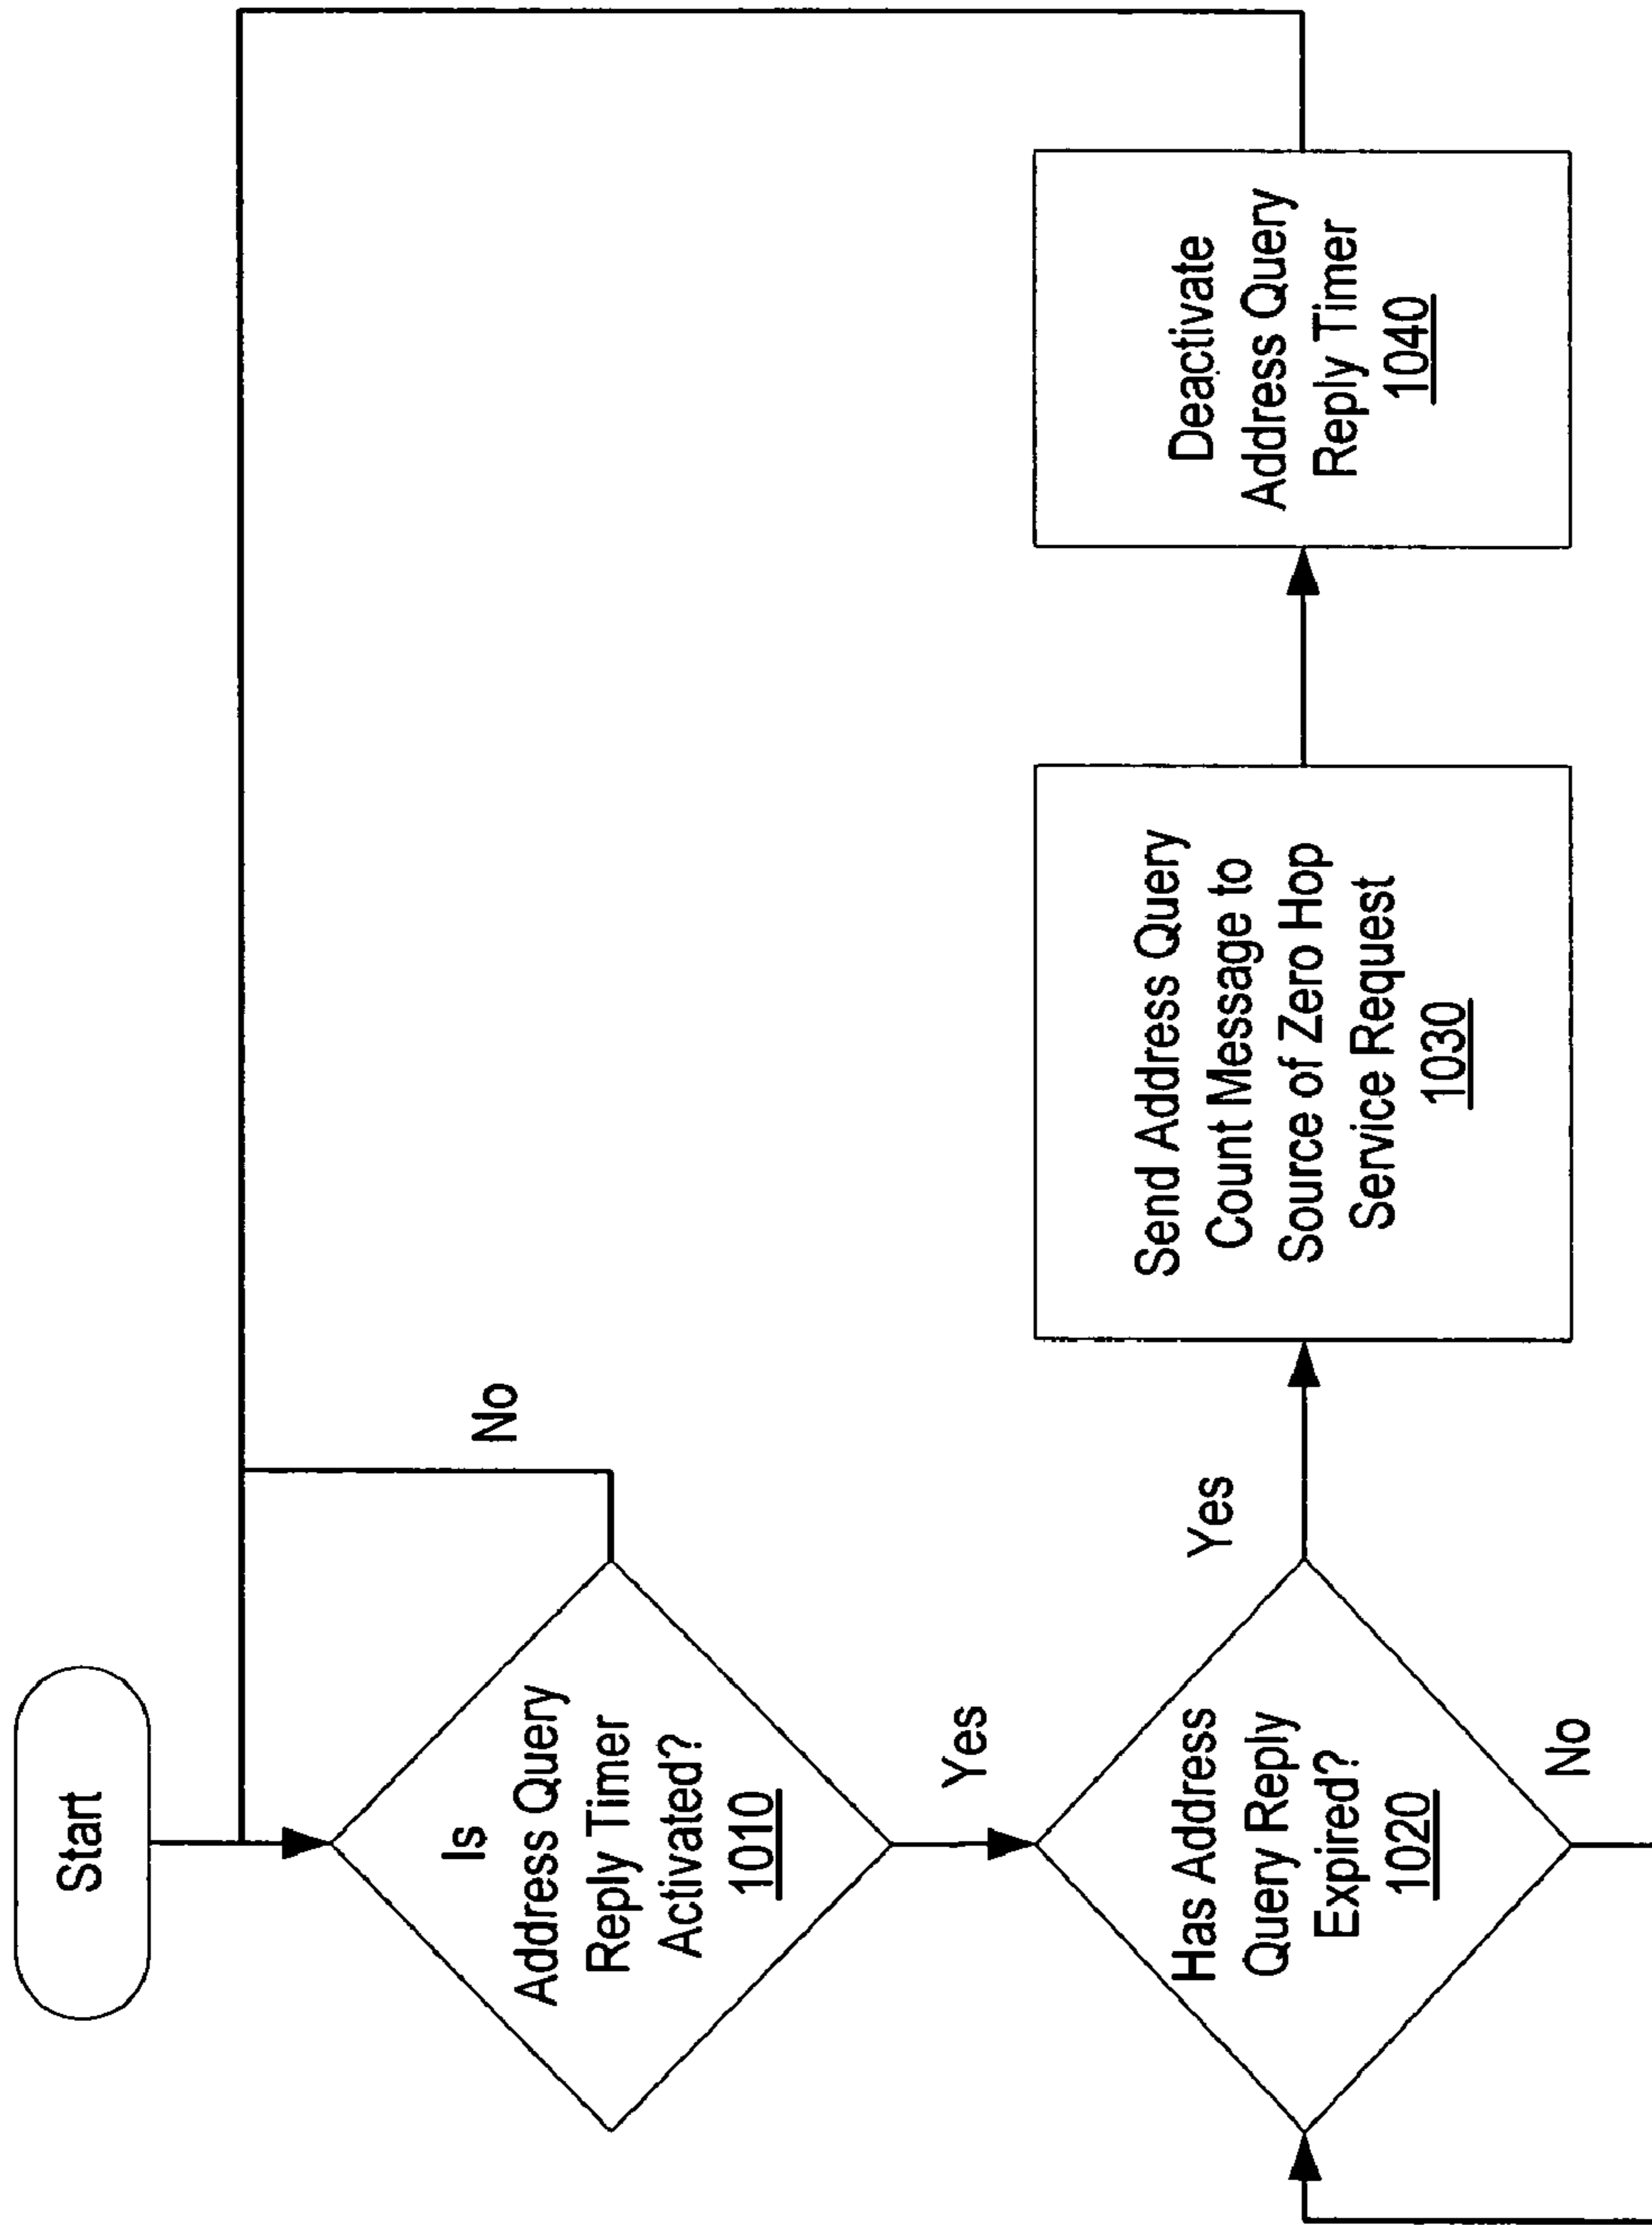 Start
Is
Address Query
Reply Timer
Activated?
1010
No
Yes
Has Address
Query Reply
Expired?
1020
No
Yes
Send Address Query
Count Message to
Source of Zero Hop
Service Request
1030
Deactivate
Address Query
Reply Timer
1040